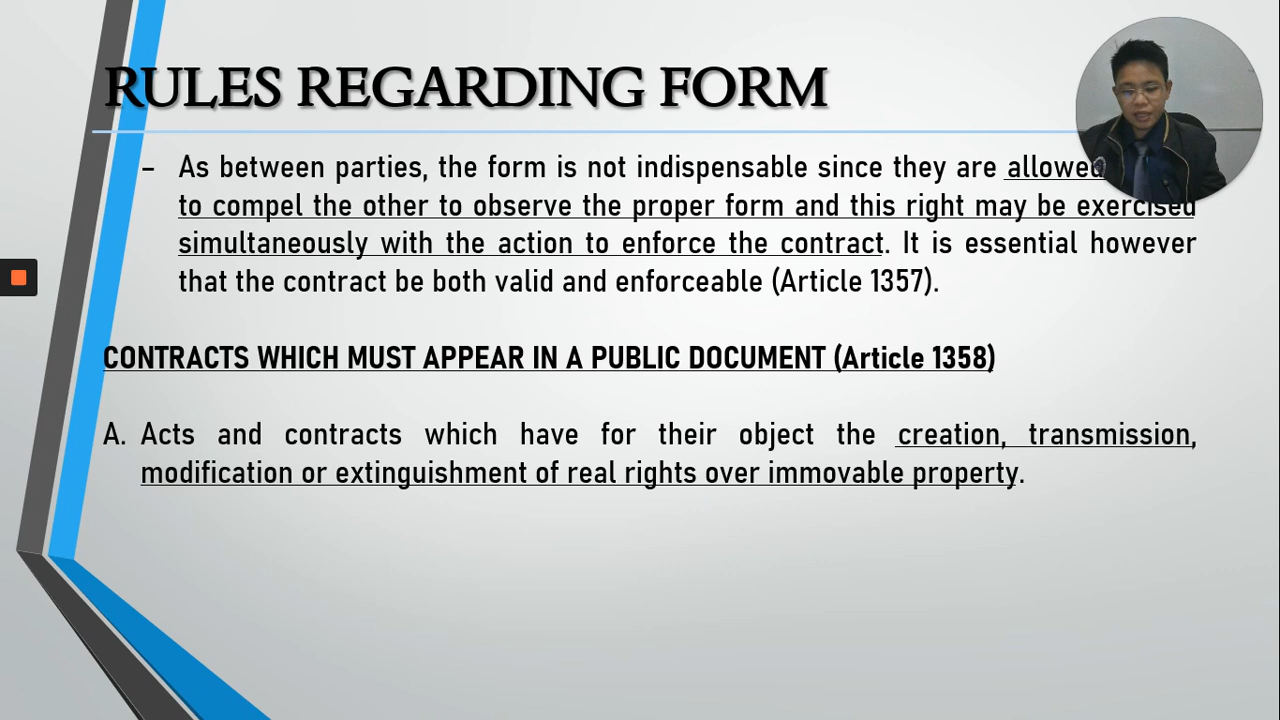 RULES REGARDING FORM
– As between parties, the form is not indispensable since they are allowed
to compel the other to observe the proper form and this right may be exercised
simultaneously with the action to enforce the contract. It is essential however
that the contract be both valid and enforceable (Article 1357).
CONTRACTS WHICH MUST APPEAR IN A PUBLIC DOCUMENT (Article 1358)
A. Acts and contracts which have for their object the creation, transmission,
modification or extinguishment of real rights over immovable property.